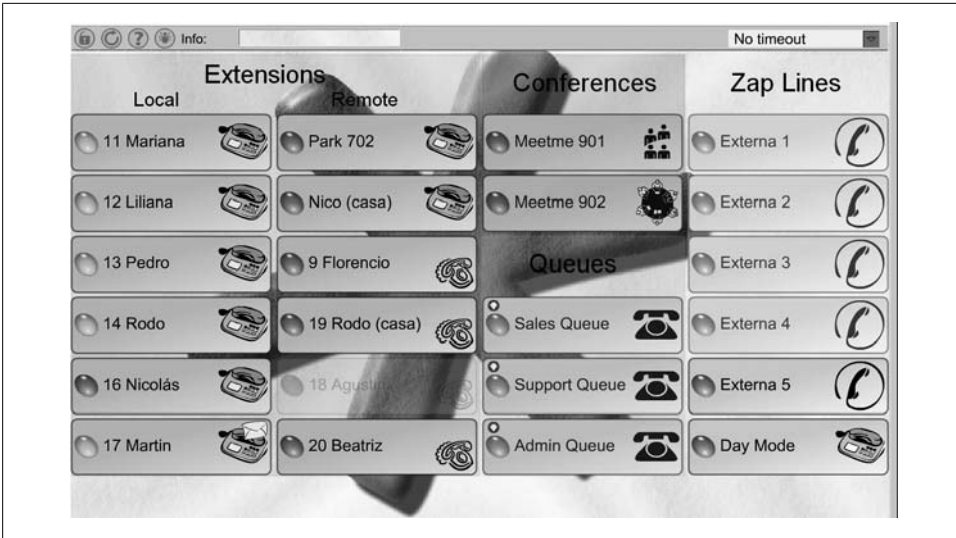 Info:
No timeout
Extensions
Local
Remote
Conferences
Zap Lines
11 Mariana
Park 702
Meetme 901
Externa 1
12 Liliana
Nico (casa)
Meetme 902
Externa 2
13 Pedro
9 Florencio
Queues
Externa 3
14 Rodo
19 Rodo (casa)
Sales Queue
Externa 4
16 Nicolás
18 Agustin
Support Queue
Externa 5
17 Martin
20 Beatriz
Admin Queue
Day Mode